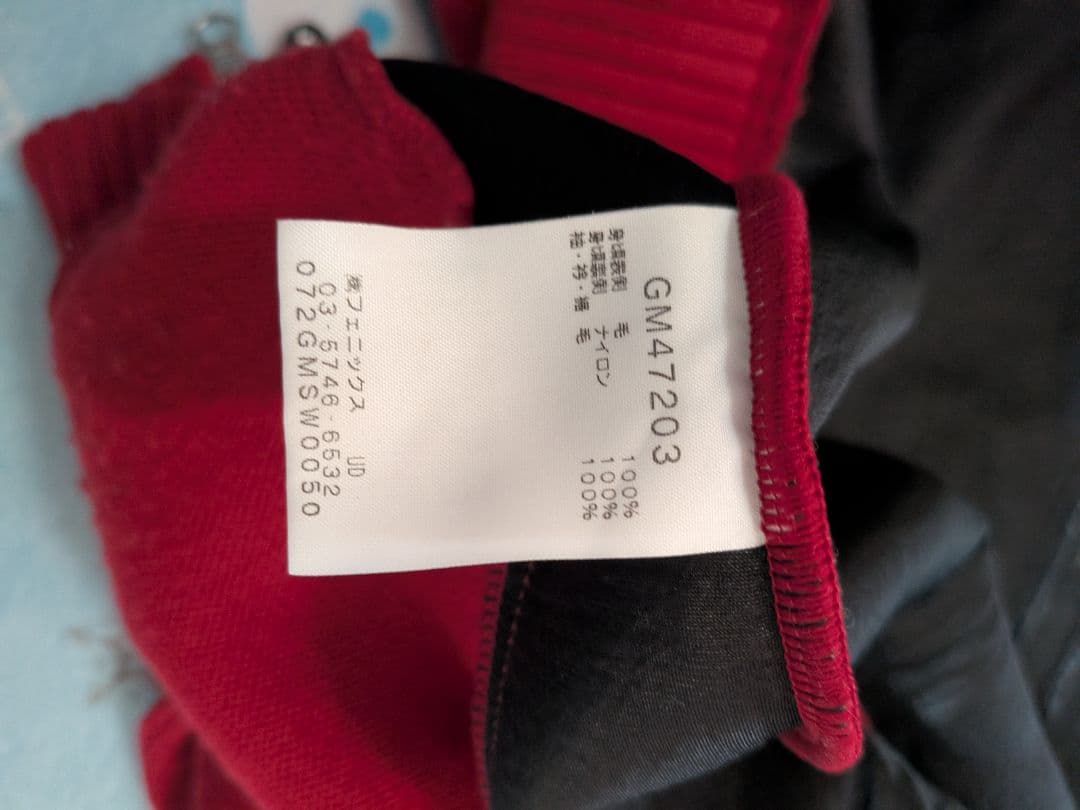 GM47203
身頃表側 毛 100%
身頃裏側 ナイロン 100%
袖・衿・裾 毛 100%
㈱フェニックス UD
03-5746-6532
072GMSW0050